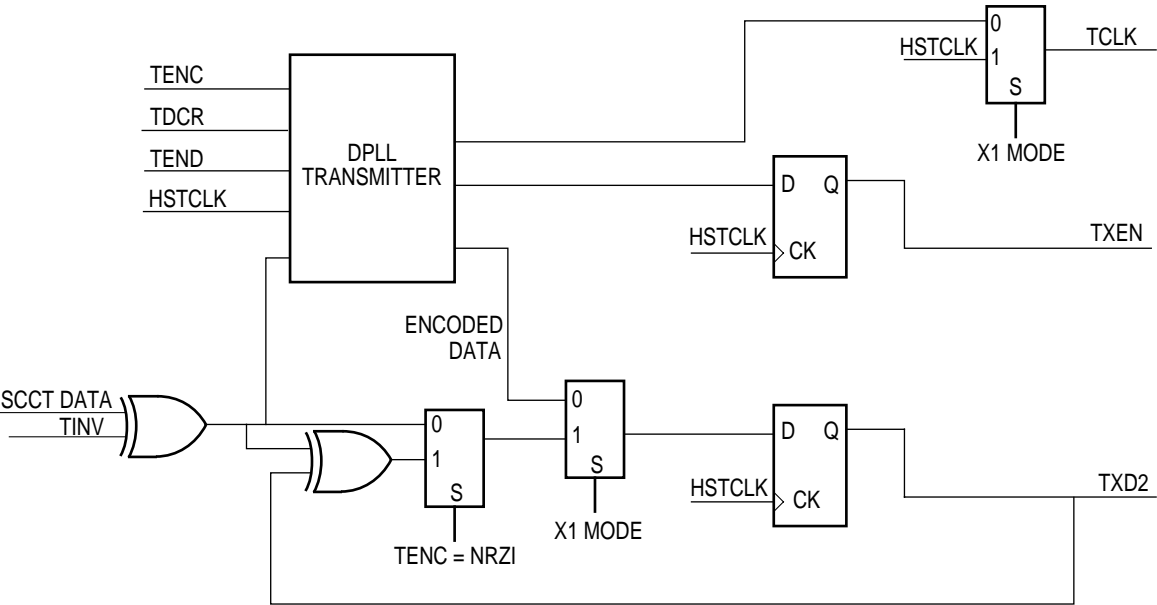 0
HSTCLK
1
TCLK
S
X1 MODE
TENC
TDCR
TEND
HSTCLK
DPLL
TRANSMITTER
D Q
HSTCLK
CK
TXEN
ENCODED
DATA
SCCT DATA
TINV
0
1
S
TENC = NRZI
0
1
S
X1 MODE
D Q
HSTCLK
CK
TXD2